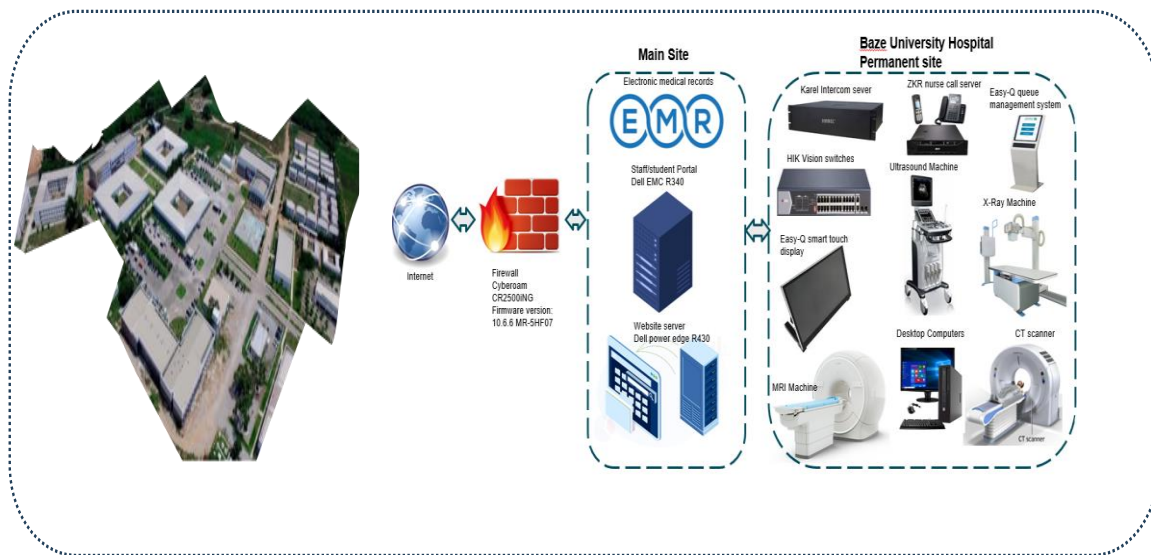 Main Site
Baze University Hospital
Permanent site
Electronic medical records
EMR
Staff/student Portal
Dell EMC R340
Website server
Dell power edge R430
Internet
Firewall
Cyberoam
CR2500iNG
Firmware version:
10.6.6 MR-5HF07
Karel Intercom sever
ZKR nurse call server
Easy-Q queue
management system
HIK Vision switches
Ultrasound Machine
X-Ray Machine
Easy-Q smart touch
display
Desktop Computers
CT scanner
MRI Machine
CT scanner